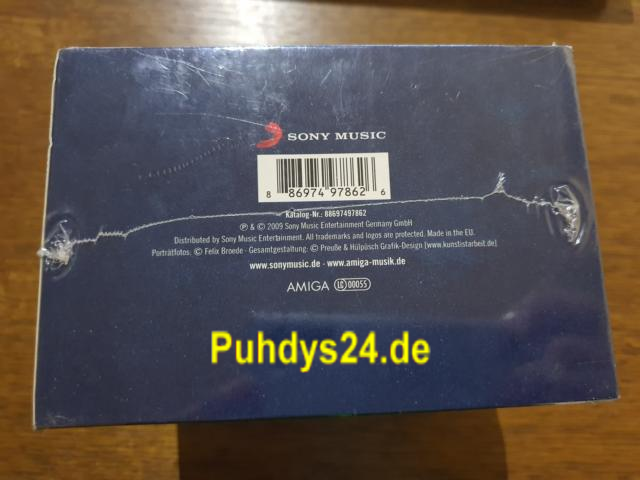 SONY MUSIC
8 86974 97862 6
Katalog-Nr.: 88697497862
℗ & © 2009 Sony Music Entertainment Germany GmbH
Distributed by Sony Music Entertainment. All trademarks and logos are protected. Made in the EU.
Porträtfotos: © Felix Broede · Gesamtgestaltung: © Preuße & Hülpüsch Grafik-Design [www.kunstistarbeit.de]
www.sonymusic.de · www.amiga-musik.de
AMIGA LC 00055
Puhdys24.de